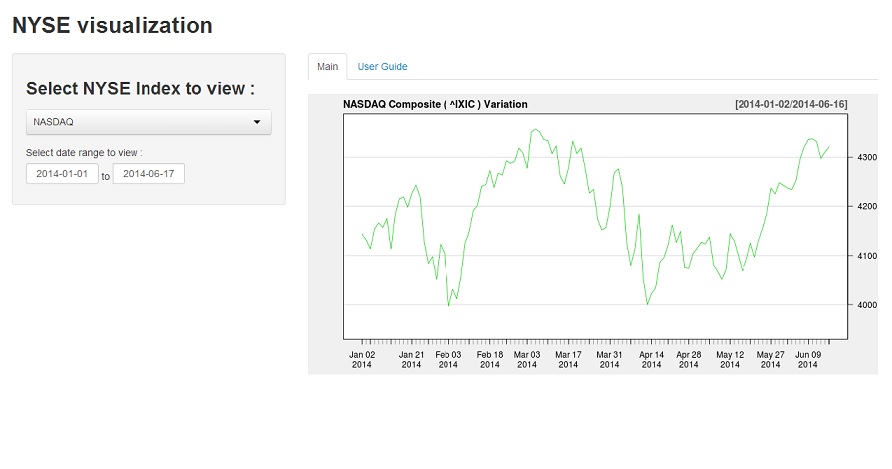 NYSE visualization
Select NYSE Index to view :
NASDAQ
Select date range to view :
2014-01-01 to 2014-06-17
Main User Guide
NASDAQ Composite ( ^IXIC ) Variation [2014-01-02/2014-06-16]
4300
4200
4100
4000
Jan 02 Jan 21 Feb 03 Feb 18 Mar 03 Mar 17 Mar 31 Apr 14 Apr 28 May 12 May 27 Jun 09
2014 2014 2014 2014 2014 2014 2014 2014 2014 2014 2014 2014